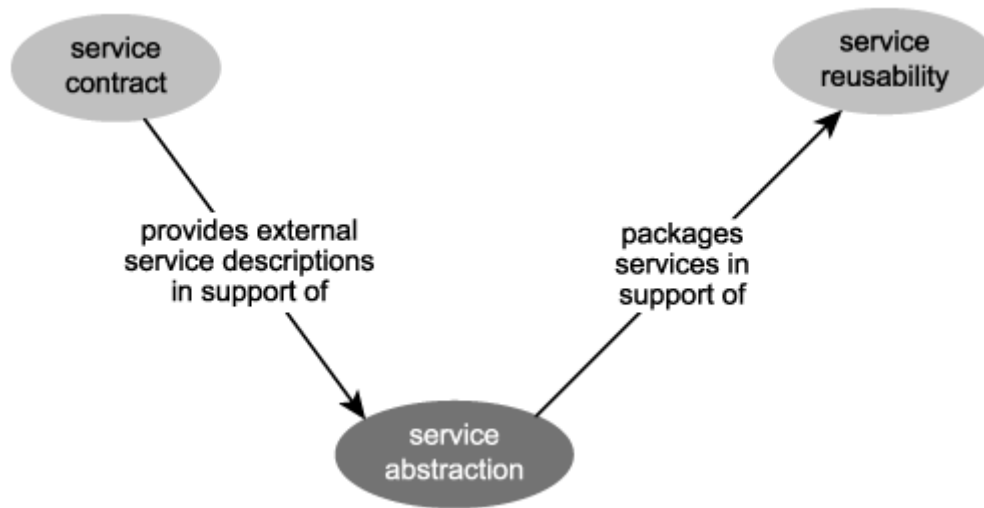 service
contract
service
reusability
provides external
service descriptions
in support of
packages
services in
support of
service
abstraction